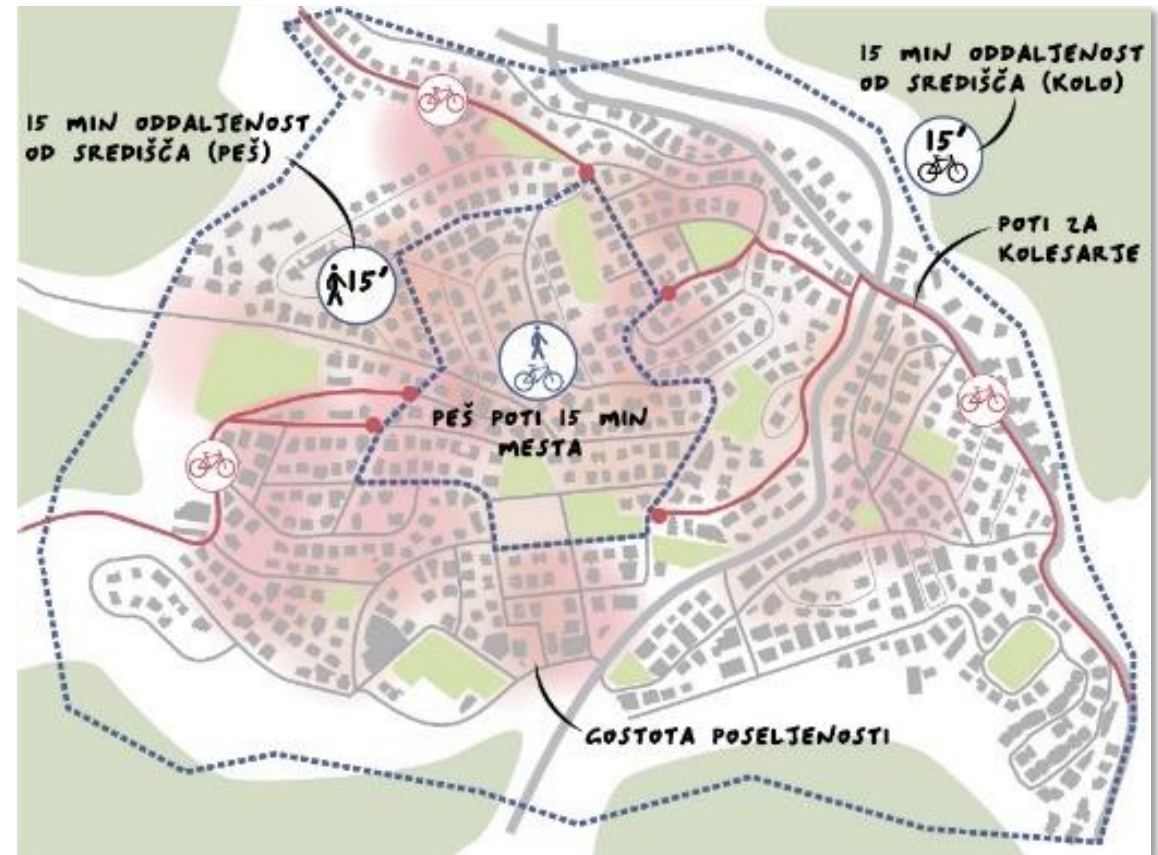 15 MIN ODDALJENOST
OD SREDIŠČA (KOLO)
15'
15 MIN ODDALJENOST
OD SREDIŠČA (PEŠ)
15'
POTI ZA
KOLESARJE
PEŠ POTI 15 MIN
MESTA
GOSTOTA POSELJENOSTI